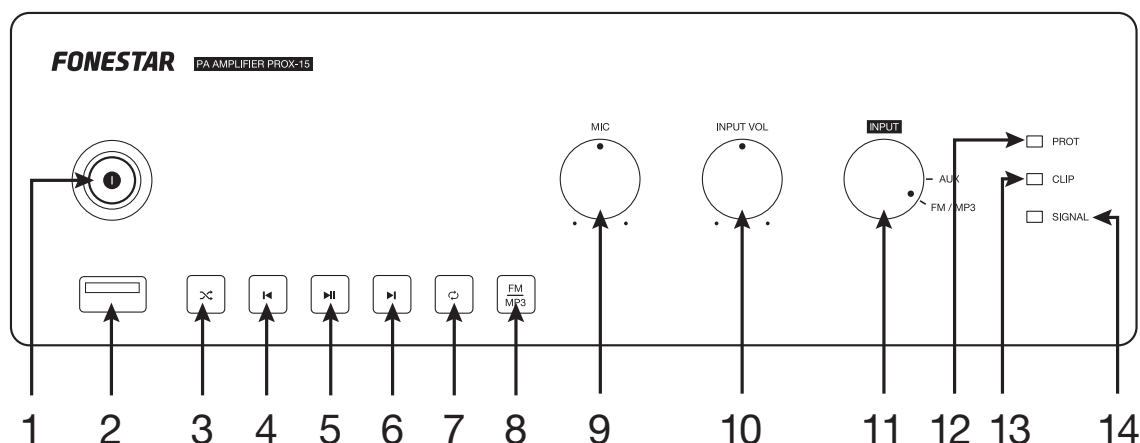 FONESTAR PA AMPLIFIER PROX-15
MIC INPUT VOL INPUT
PROT
AUX CLIP
FM / MP3
SIGNAL
FM
MP3
1 2 3 4 5 6 7 8 9 10 11 12 13 14